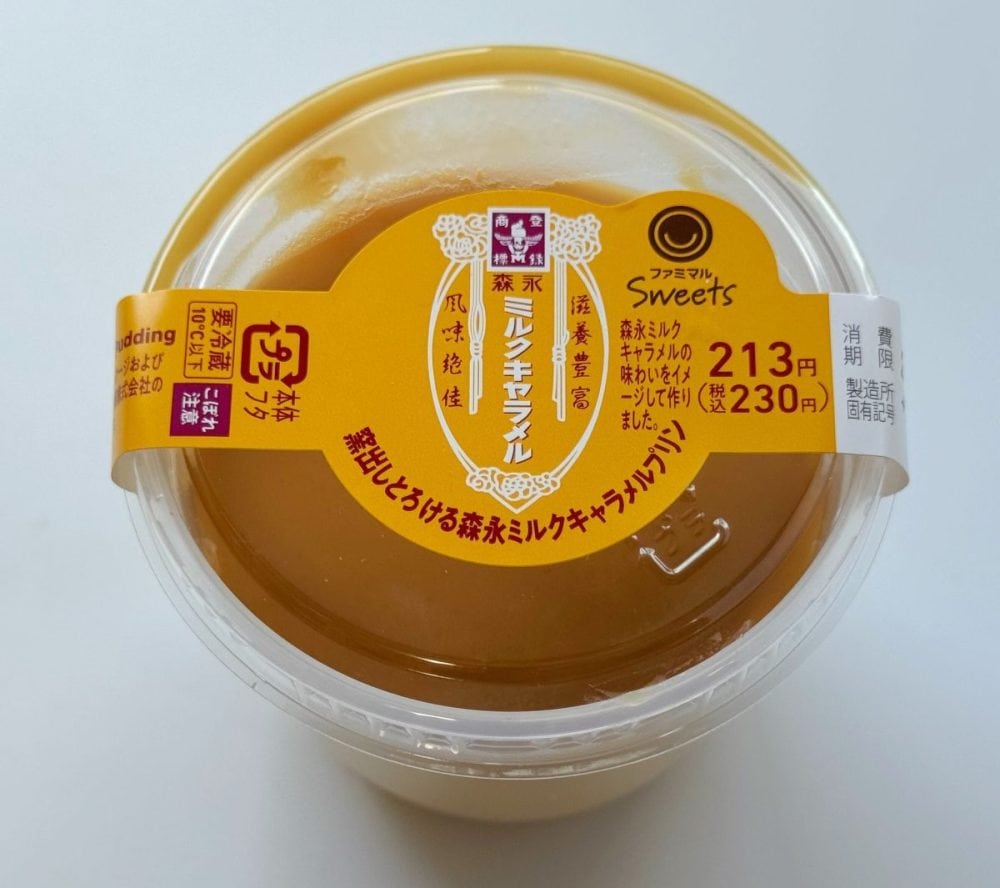 udding
ージおよび
式会社の
要冷蔵
10℃以下
こぼれ
注意
プラ
本体
フタ
登録
商標
森永
ミルクキャラメル
滋養豊富
風味絶佳
窯出しとろける森永ミルクキャラメルプリン
ファミマル
Sweets
森永ミルク
キャラメルの
味わいをイメ
ージして作り
ました。
213円
(税込230円)
消費
期限
製造所
固有記号